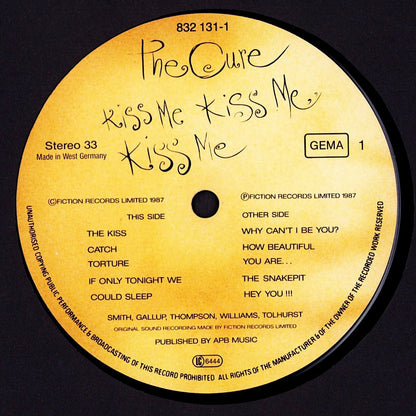 832 131-1
The Cure
Kiss Me Kiss Me
Kiss Me
Stereo 33
Made in West Germany
GEMA 1
ⒸFICTION RECORDS LIMITED 1987
ⓅFICTION RECORDS LIMITED 1987
THIS SIDE
THE KISS
CATCH
TORTURE
IF ONLY TONIGHT WE
COULD SLEEP
OTHER SIDE
WHY CAN'T I BE YOU?
HOW BEAUTIFUL
YOU ARE...
THE SNAKEPIT
HEY YOU !!!
SMITH, GALLUP, THOMPSON, WILLIAMS, TOLHURST
ORIGINAL SOUND RECORDING MADE BY FICTION RECORDS LIMITED
PUBLISHED BY APB MUSIC
LC 6444
UNAUTHORISED COPYING PUBLIC PERFORMANCE & BROADCASTING OF THIS RECORD PROHIBITED ALL RIGHTS OF THE MANUFACTURER & OF THE OWNER OF THE RECORDED WORK RESERVED